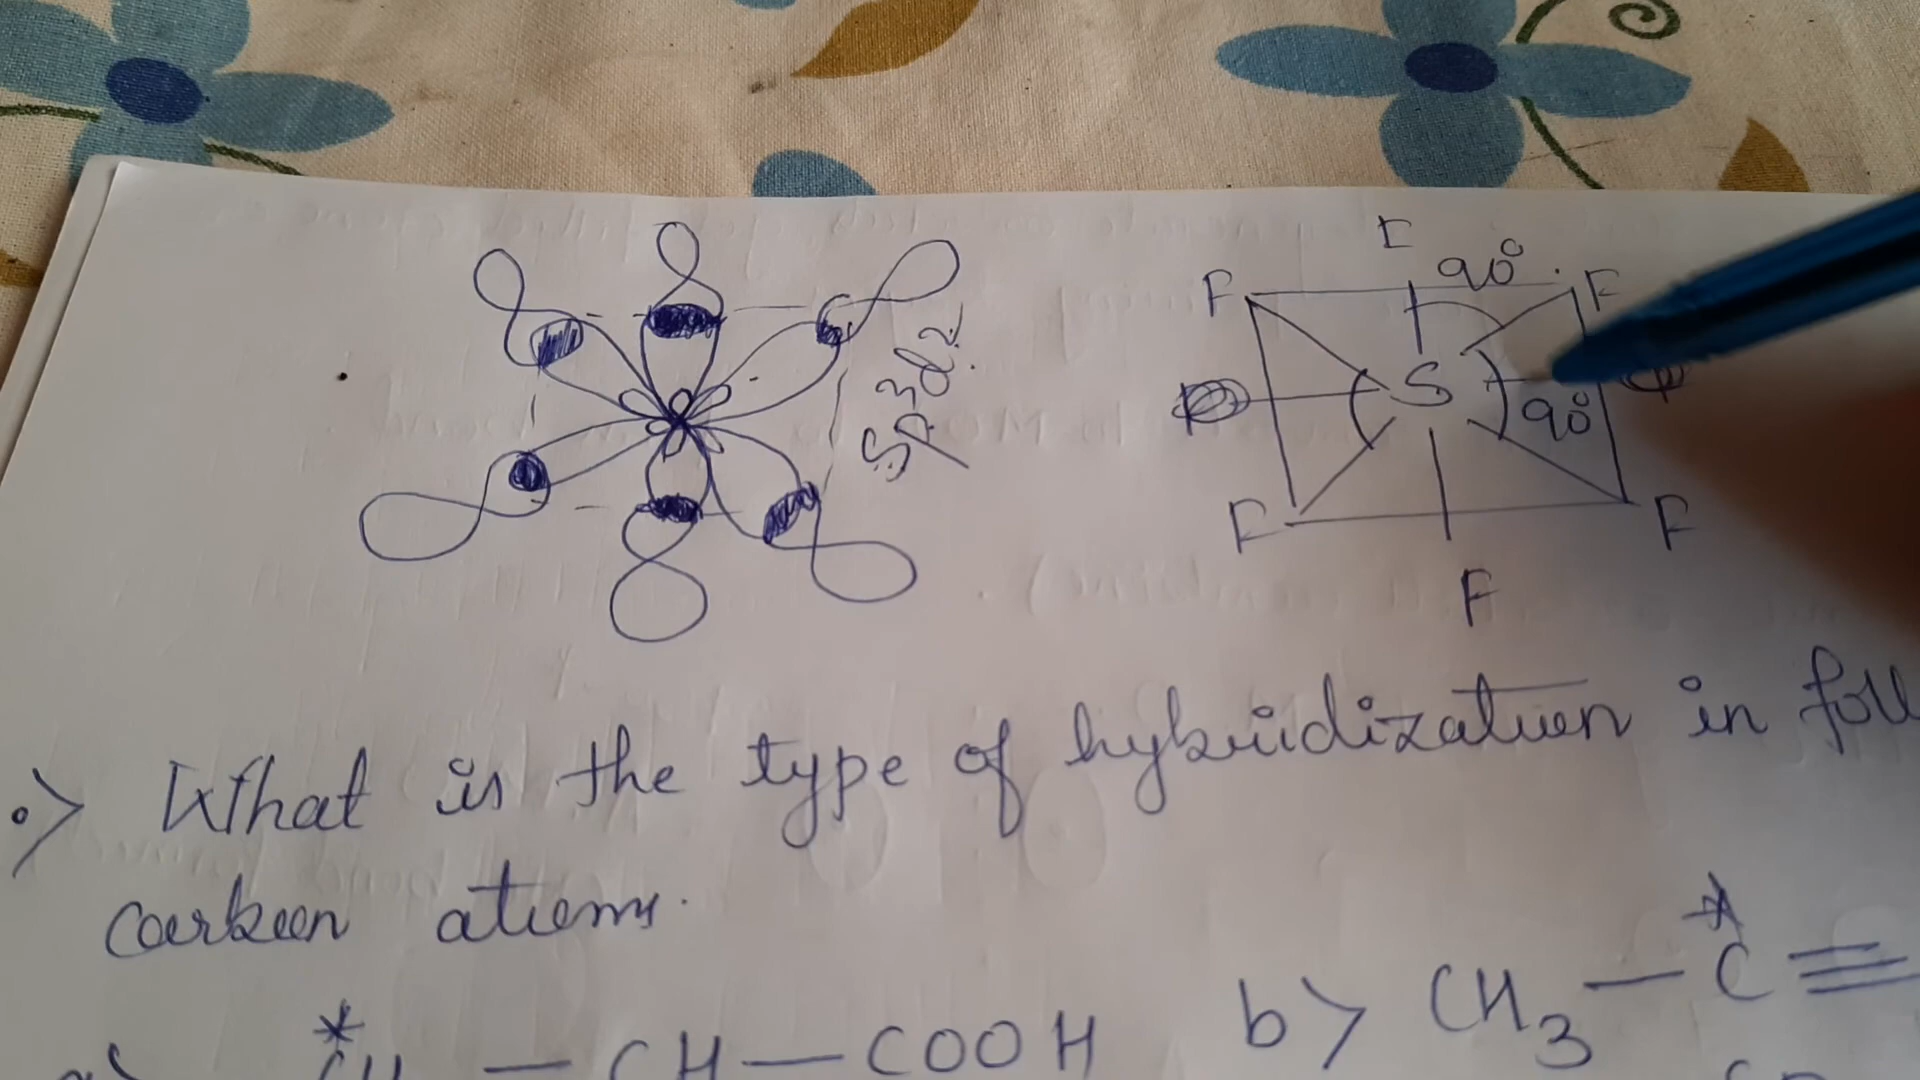 F 90° F
F
sp³d² S 90°
F F
F
•> What is the type of hybridization in foll
carbon atoms.
*
*
b> CH₃ — C ≡
CH — CH — COOH